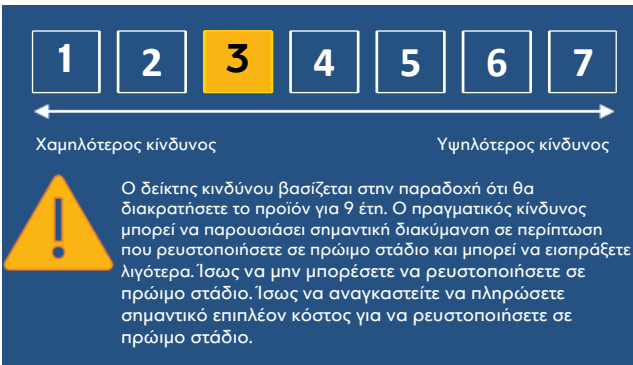 1 2 3 4 5 6 7
Χαμηλότερος κίνδυνος Υψηλότερος κίνδυνος
Ο δείκτης κινδύνου βασίζεται στην παραδοχή ότι θα
διακρατήσετε το προϊόν για 9 έτη. Ο πραγματικός κίνδυνος
μπορεί να παρουσιάσει σημαντική διακύμανση σε περίπτωση
που ρευστοποιήσετε σε πρώιμο στάδιο και μπορεί να εισπράξετε
λιγότερα. Ίσως να μην μπορέσετε να ρευστοποιήσετε σε
πρώιμο στάδιο. Ίσως να αναγκαστείτε να πληρώσετε
σημαντικό επιπλέον κόστος για να ρευστοποιήσετε σε
πρώιμο στάδιο.